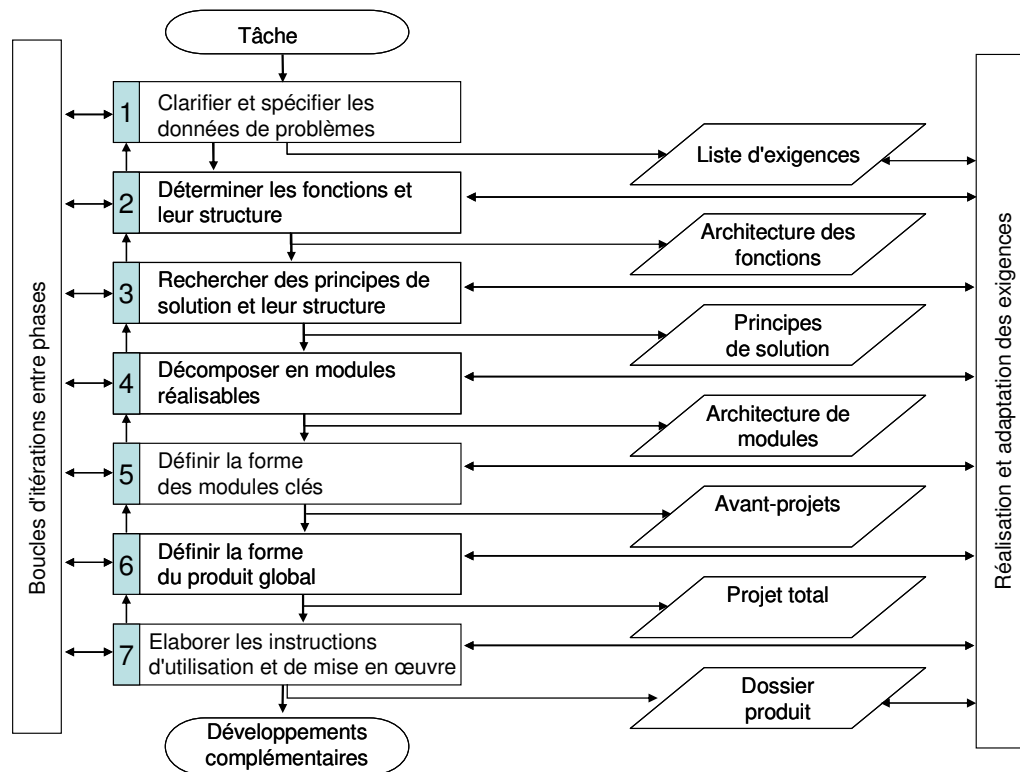 Tâche
Boucles d'itérations entre phases
1
Clarifier et spécifier les
données de problèmes
Liste d'exigences
2
Déterminer les fonctions et
leur structure
Architecture des
fonctions
3
Rechercher des principes de
solution et leur structure
Principes
de solution
4
Décomposer en modules
réalisables
Architecture de
modules
5
Définir la forme
des modules clés
Avant-projets
6
Définir la forme
du produit global
Projet total
7
Elaborer les instructions
d'utilisation et de mise en œuvre
Dossier
produit
Développements
complémentaires
Réalisation et adaptation des exigences